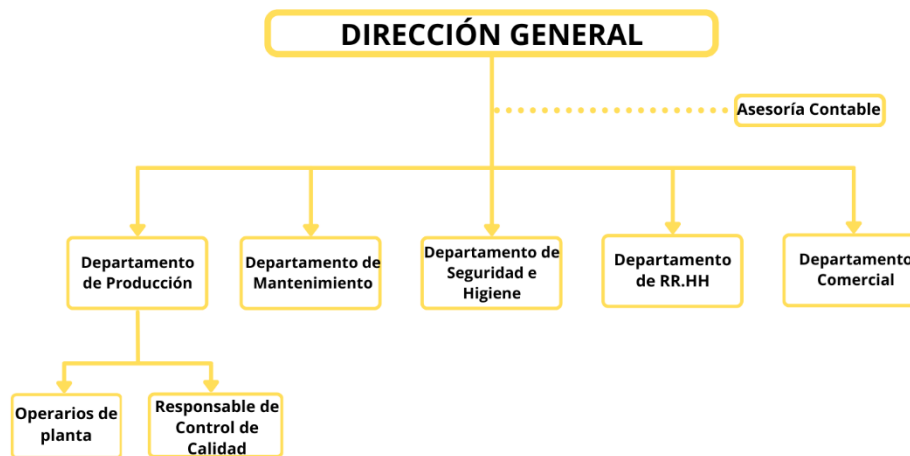 DIRECCIÓN GENERAL
Asesoría Contable
Departamento
de Producción
Departamento de
Mantenimiento
Departamento de
Seguridad e
Higiene
Departamento
de RR.HH
Departamento
Comercial
Operarios de
planta
Responsable de
Control de
Calidad